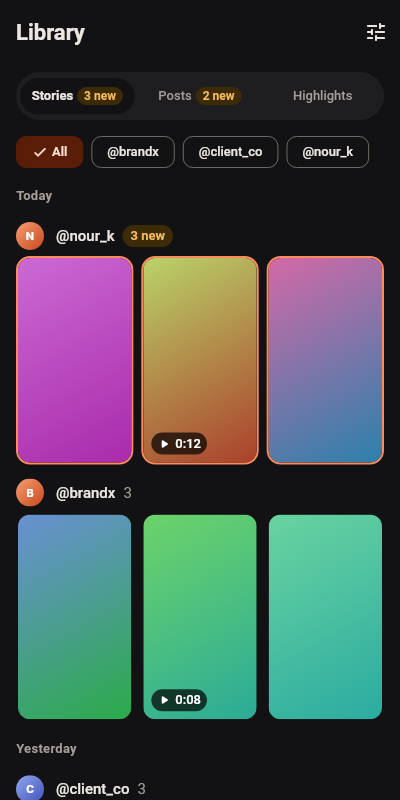 Library
Stories 3 new Posts 2 new Highlights
All @brandx @client_co @nour_k
Today
N @nour_k 3 new
0:12
B @brandx 3
0:08
Yesterday
C @client_co 3